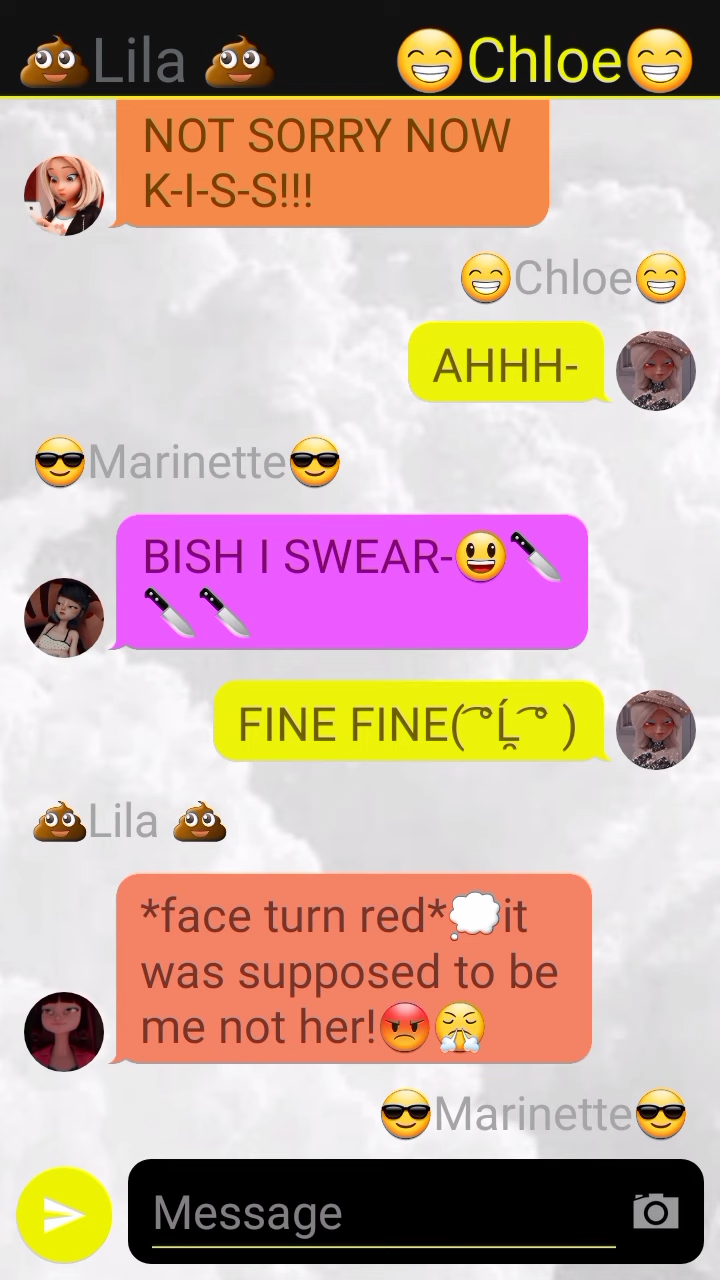 💩Lila 💩 😁Chloe😁
NOT SORRY NOW
K-I-S-S!!!
😁Chloe😁
AHHH-
😎Marinette😎
BISH I SWEAR-😃🔪
🔪🔪
FINE FINE( ͡° Ĺ̯ ͡° )
💩Lila 💩
*face turn red*💭it
was supposed to be
me not her!😡😤
😎Marinette😎
Message